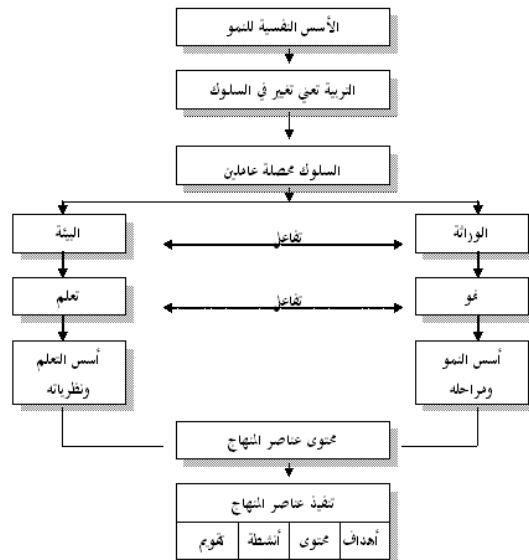 الأسس النفسية للنمو
التربية تعني تغير في السلوك
السلوك محصلة عاملين
الوراثة
تفاعل
البيئة
نمو
تفاعل
تعلم
أسس النمو
ومراحله
أسس التعلم
ونظرياته
محتوى عناصر المنهاج
تنفيذ عناصر المنهاج
أهداف
محتوى
أنشطة
تقويم